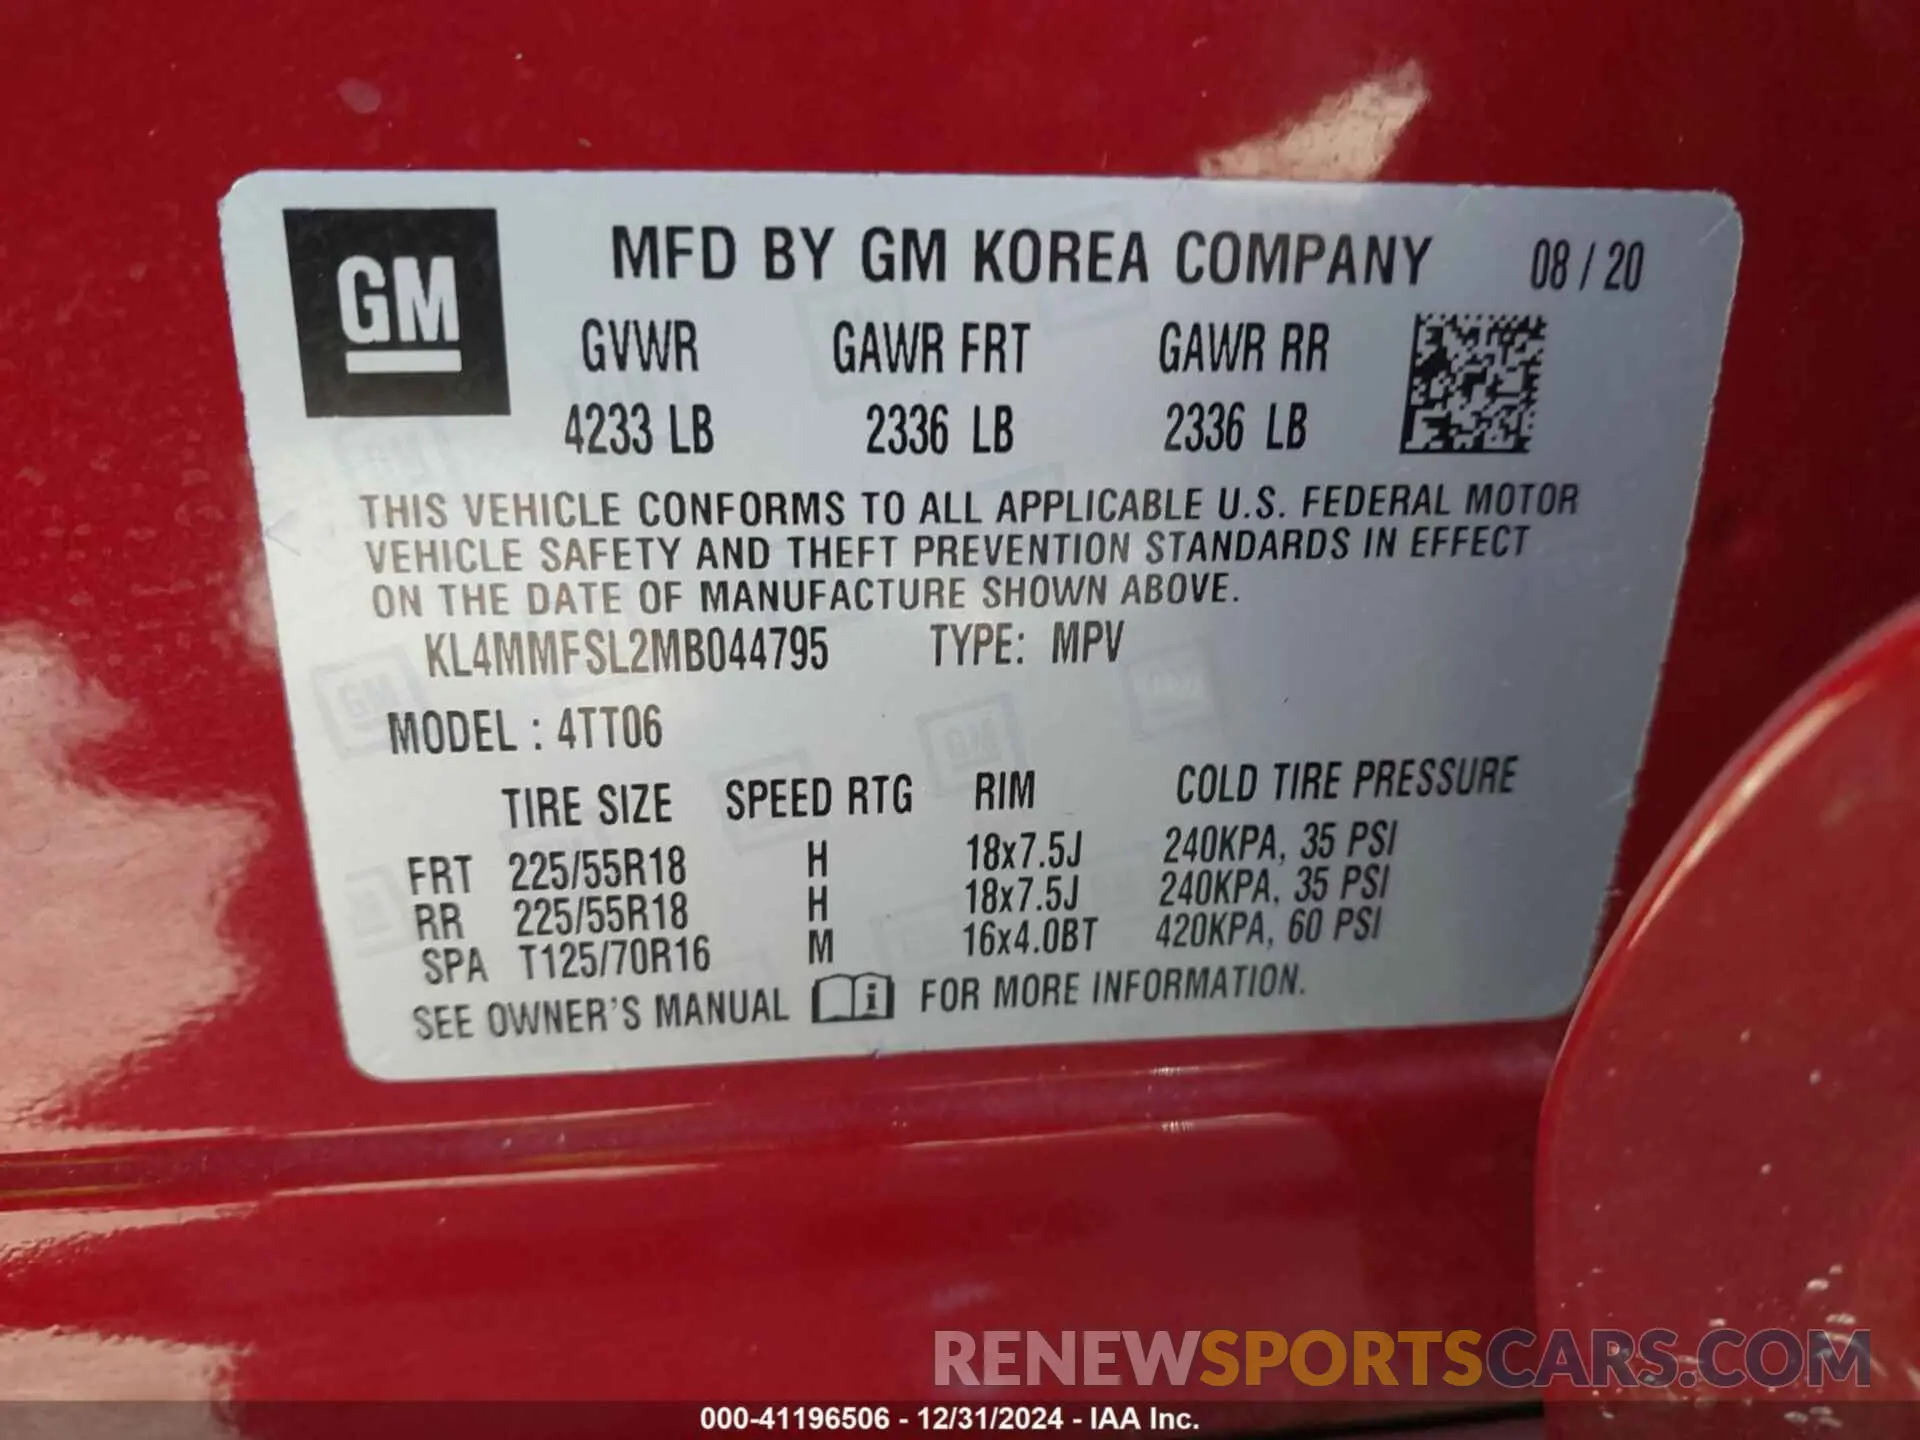 GM
MFD BY GM KOREA COMPANY 08 / 20
GVWR GAWR FRT GAWR RR
4233 LB 2336 LB 2336 LB
THIS VEHICLE CONFORMS TO ALL APPLICABLE U.S. FEDERAL MOTOR
VEHICLE SAFETY AND THEFT PREVENTION STANDARDS IN EFFECT
ON THE DATE OF MANUFACTURE SHOWN ABOVE.
KL4MMFSL2MB044795 TYPE: MPV
MODEL : 4TT06
TIRE SIZE SPEED RTG RIM COLD TIRE PRESSURE
FRT 225/55R18 H 18x7.5J 240KPA, 35 PSI
RR 225/55R18 H 18x7.5J 240KPA, 35 PSI
SPA T125/70R16 M 16x4.0BT 420KPA, 60 PSI
SEE OWNER'S MANUAL i FOR MORE INFORMATION.
RENEWSPORTSCARS.COM
000-41196506 - 12/31/2024 - IAA Inc.